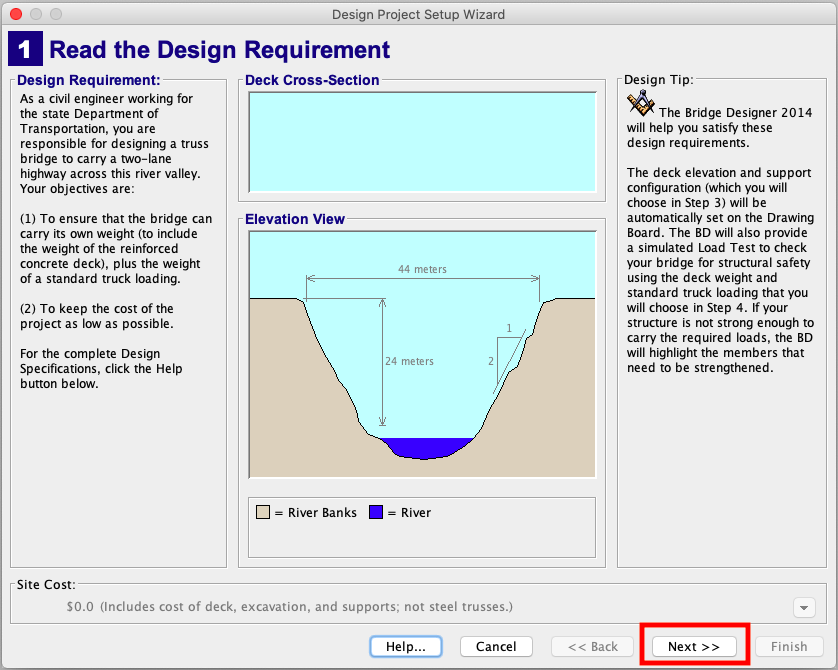 Design Project Setup Wizard
1 Read the Design Requirement
Design Requirement:
As a civil engineer working for
the state Department of
Transportation, you are
responsible for designing a truss
bridge to carry a two-lane
highway across this river valley.
Your objectives are:
(1) To ensure that the bridge can
carry its own weight (to include
the weight of the reinforced
concrete deck), plus the weight
of a standard truck loading.
(2) To keep the cost of the
project as low as possible.
For the complete Design
Specifications, click the Help
button below.
Deck Cross-Section
Elevation View
44 meters
24 meters
1
2
= River Banks
= River
Design Tip:
The Bridge Designer 2014
will help you satisfy these
design requirements.
The deck elevation and support
configuration (which you will
choose in Step 3) will be
automatically set on the Drawing
Board. The BD will also provide
a simulated Load Test to check
your bridge for structural safety
using the deck weight and
standard truck loading that you
will choose in Step 4. If your
structure is not strong enough to
carry the required loads, the BD
will highlight the members that
need to be strengthened.
Site Cost:
$0.0 (Includes cost of deck, excavation, and supports; not steel trusses.)
Help...
Cancel
<< Back
Next >>
Finish